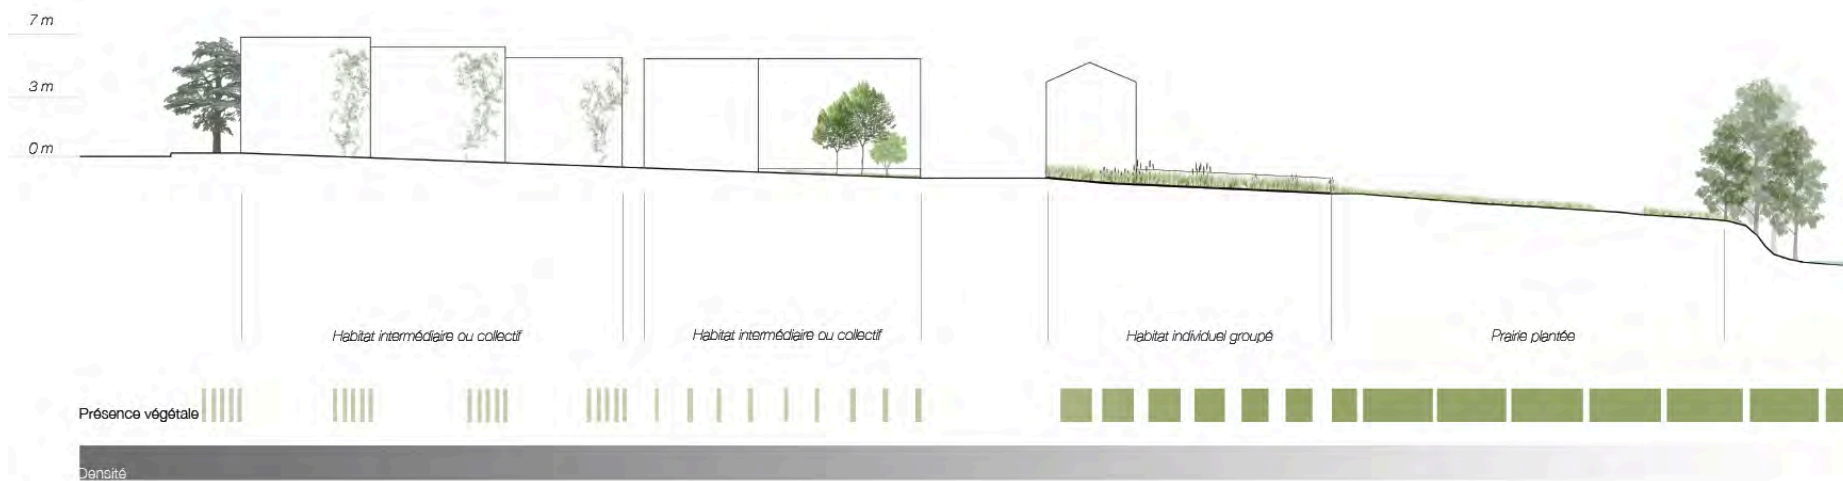 7 m
3 m
0 m
Habitat intermédiaire ou collectif
Habitat intermédiaire ou collectif
Habitat individuel groupé
Prairie plantée
Présence végétale
Densité